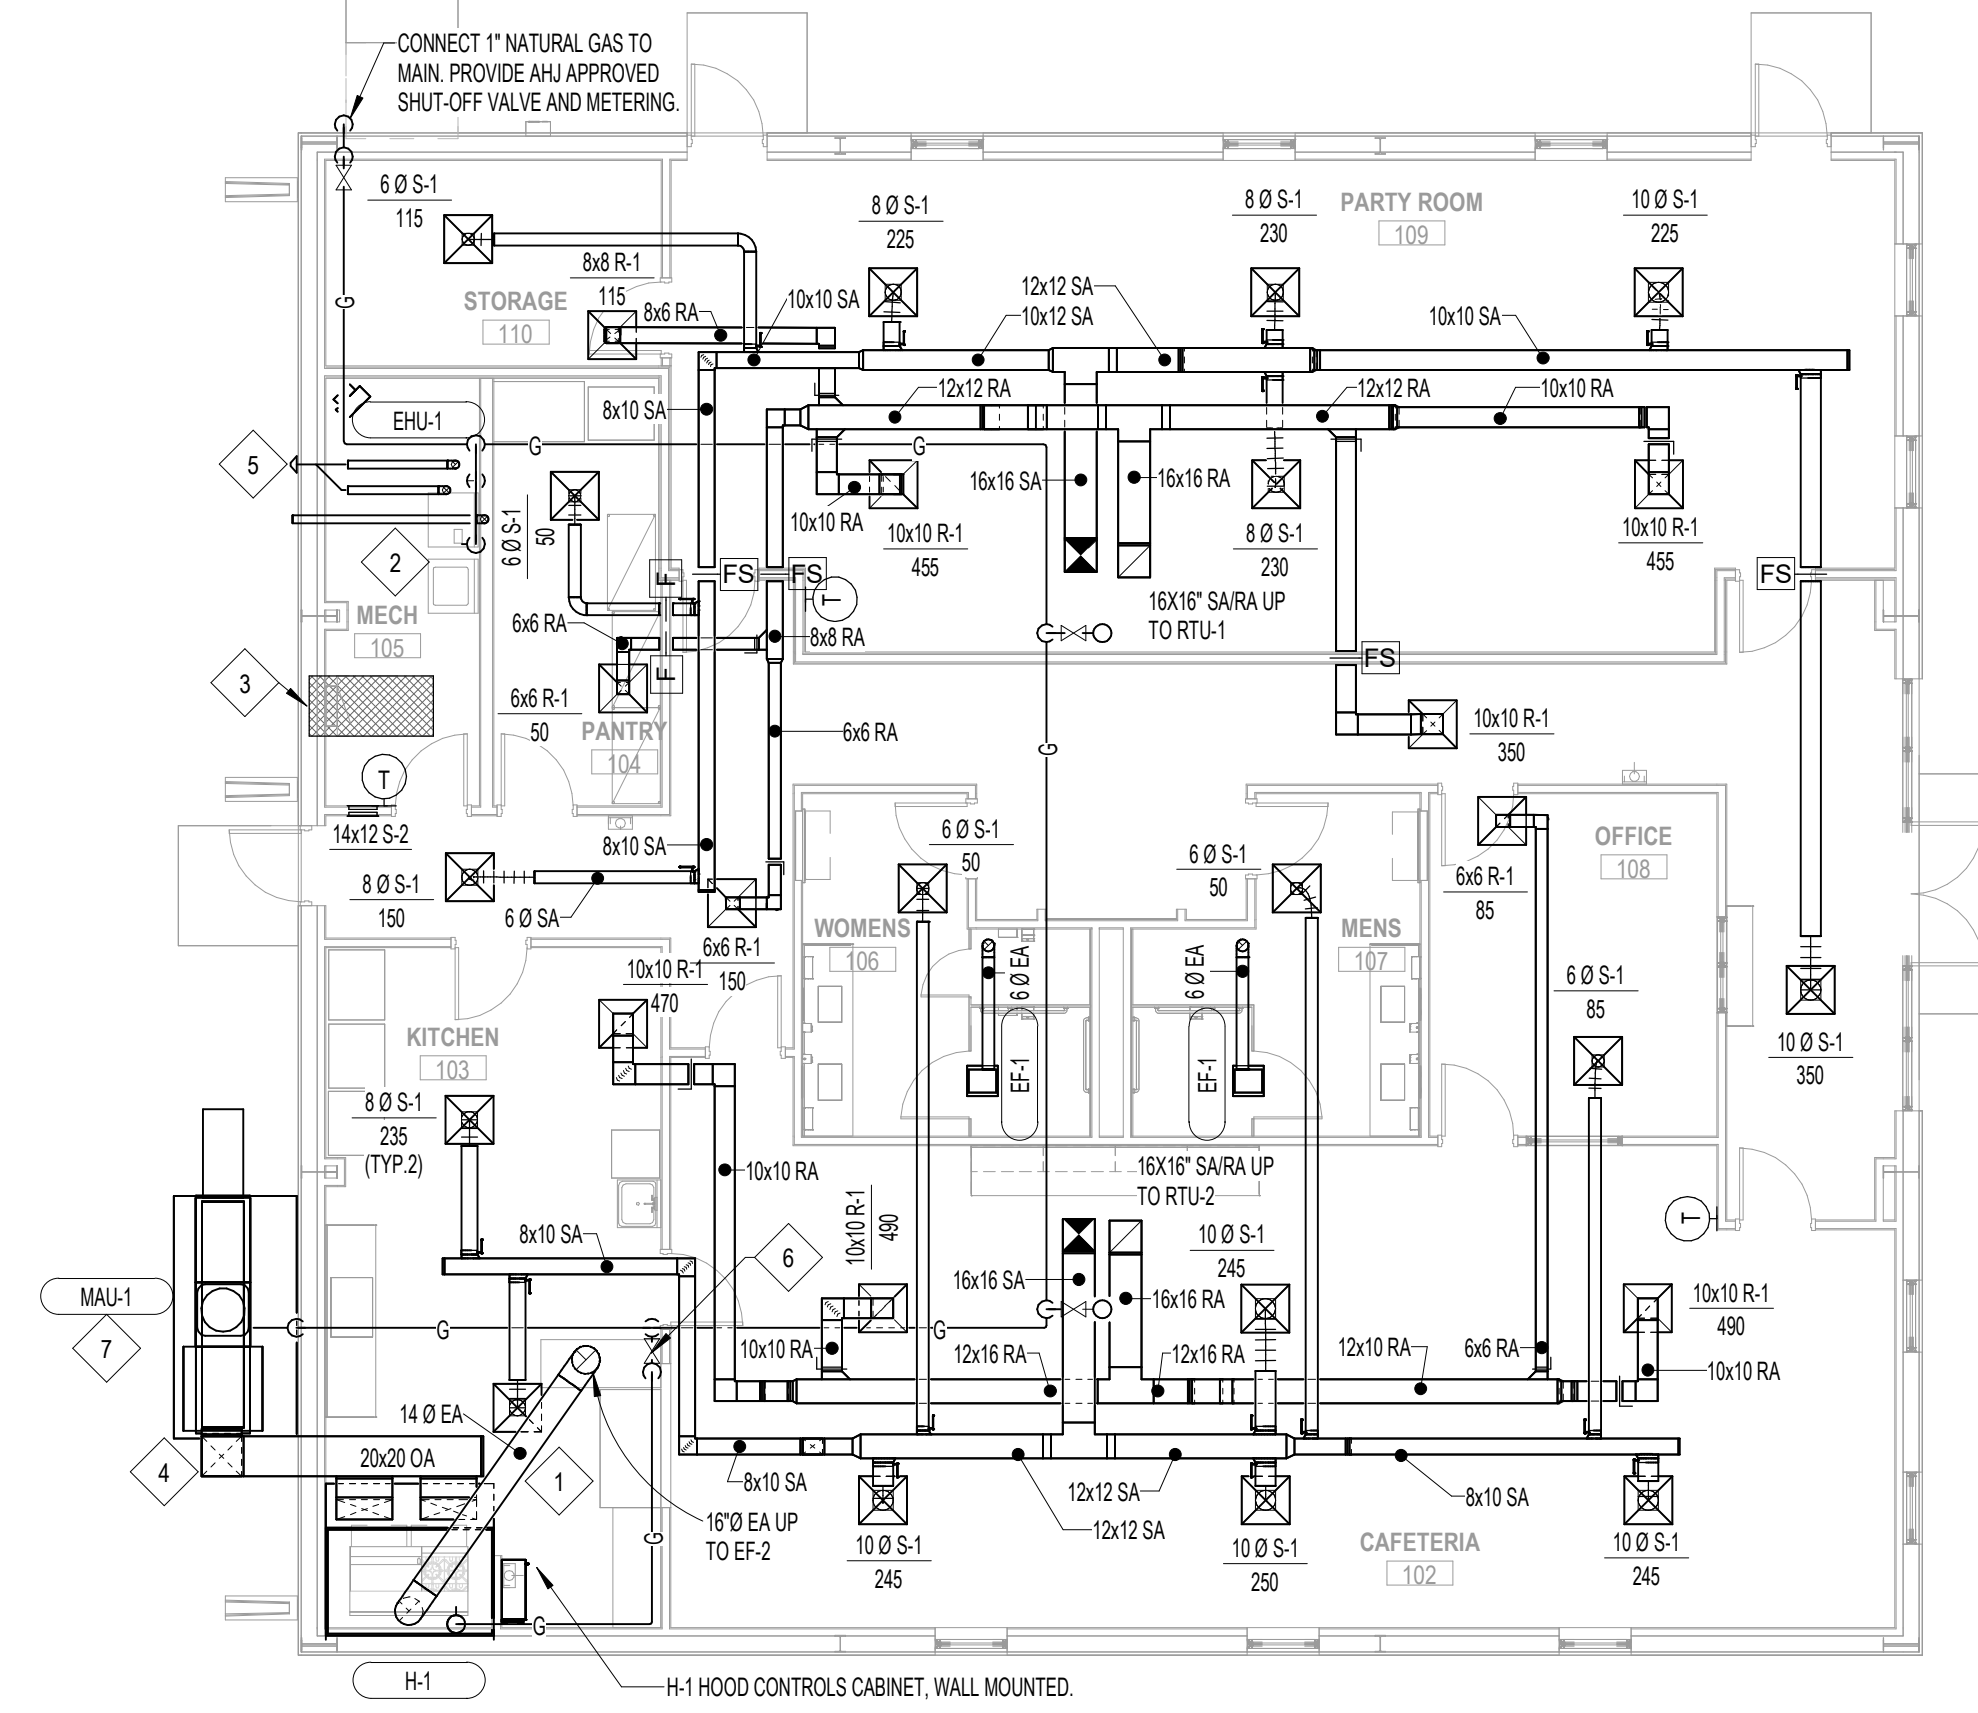 CONNECT 1" NATURAL GAS TO
MAIN. PROVIDE AHJ APPROVED
SHUT-OFF VALVE AND METERING.
6 Ø S-1
115
8 Ø S-1
225
8 Ø S-1
230
PARTY ROOM
109
10 Ø S-1
225
8x8 R-1
115
STORAGE
110
G
8x6 RA
10x10 SA
12x12 SA
10x12 SA
10x10 SA
EHU-1
8x10 SA
12x12 RA
12x12 RA
10x10 RA
G
G
5
16x16 SA
16x16 RA
10x10 RA
6 Ø S-1
50
10x10 R-1
455
8 Ø S-1
230
10x10 R-1
455
2
F
FS
FS
T
FS
MECH
105
16X16" SA/RA UP
TO RTU-1
6x6 RA
8x8 RA
F
FS
3
6x6 R-1
50
PANTRY
104
6x6 RA
G
10x10 R-1
350
T
14x12 S-2
8x10 SA
6 Ø S-1
50
6 Ø S-1
50
OFFICE
108
6x6 R-1
85
8 Ø S-1
150
6 Ø SA
WOMENS
106
MENS
107
6x6 R-1
150
10x10 R-1
470
6 Ø EA
6 Ø EA
6 Ø S-1
85
KITCHEN
103
EF-1
EF-1
10 Ø S-1
350
8 Ø S-1
235
(TYP.2)
10x10 RA
16X16" SA/RA UP
TO RTU-2
10x10 R-1
490
T
8x10 SA
6
10 Ø S-1
245
MAU-1
7
16x16 SA
16x16 RA
10x10 R-1
490
G
G
10x10 RA
12x16 RA
12x16 RA
12x10 RA
6x6 RA
10x10 RA
14 Ø EA
20x20 OA
4
1
8x10 SA
12x12 SA
8x10 SA
16"Ø EA UP
TO EF-2
G
12x12 SA
10 Ø S-1
245
10 Ø S-1
250
CAFETERIA
102
10 Ø S-1
245
G
H-1
H-1 HOOD CONTROLS CABINET, WALL MOUNTED.